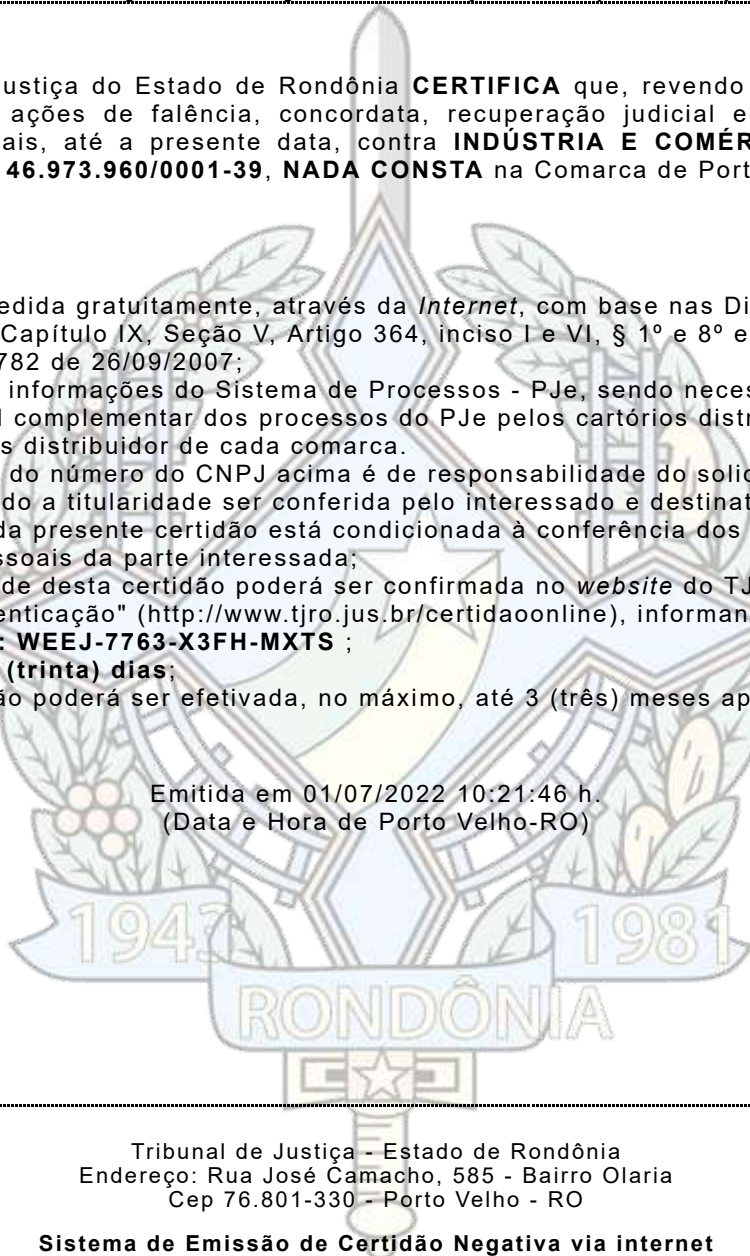 ustiça do Estado de Rondônia CERTIFICA que, revendo
ações de falência, concordata, recuperação judicial e
ais, até a presente data, contra INDÚSTRIA E COMÉR
46.973.960/0001-39, NADA CONSTA na Comarca de Port
edida gratuitamente, através da Internet, com base nas Di
Capítulo IX, Seção V, Artigo 364, inciso I e VI, § 1º e 8º e
782 de 26/09/2007;
informações do Sistema de Processos - PJe, sendo neces
l complementar dos processos do PJe pelos cartórios distr
s distribuidor de cada comarca.
do número do CNPJ acima é de responsabilidade do solic
do a titularidade ser conferida pelo interessado e destinat
da presente certidão está condicionada à conferência dos
ssoais da parte interessada;
de desta certidão poderá ser confirmada no website do TJ
enticação" (http://www.tjro.jus.br/certidaoonline), informan
: WEEJ-7763-X3FH-MXTS ;
(trinta) dias;
ão poderá ser efetivada, no máximo, até 3 (três) meses ap
Emitida em 01/07/2022 10:21:46 h.
(Data e Hora de Porto Velho-RO)
1943 1981
RONDÔNIA
Tribunal de Justiça - Estado de Rondônia
Endereço: Rua José Camacho, 585 - Bairro Olaria
Cep 76.801-330 - Porto Velho - RO
Sistema de Emissão de Certidão Negativa via internet